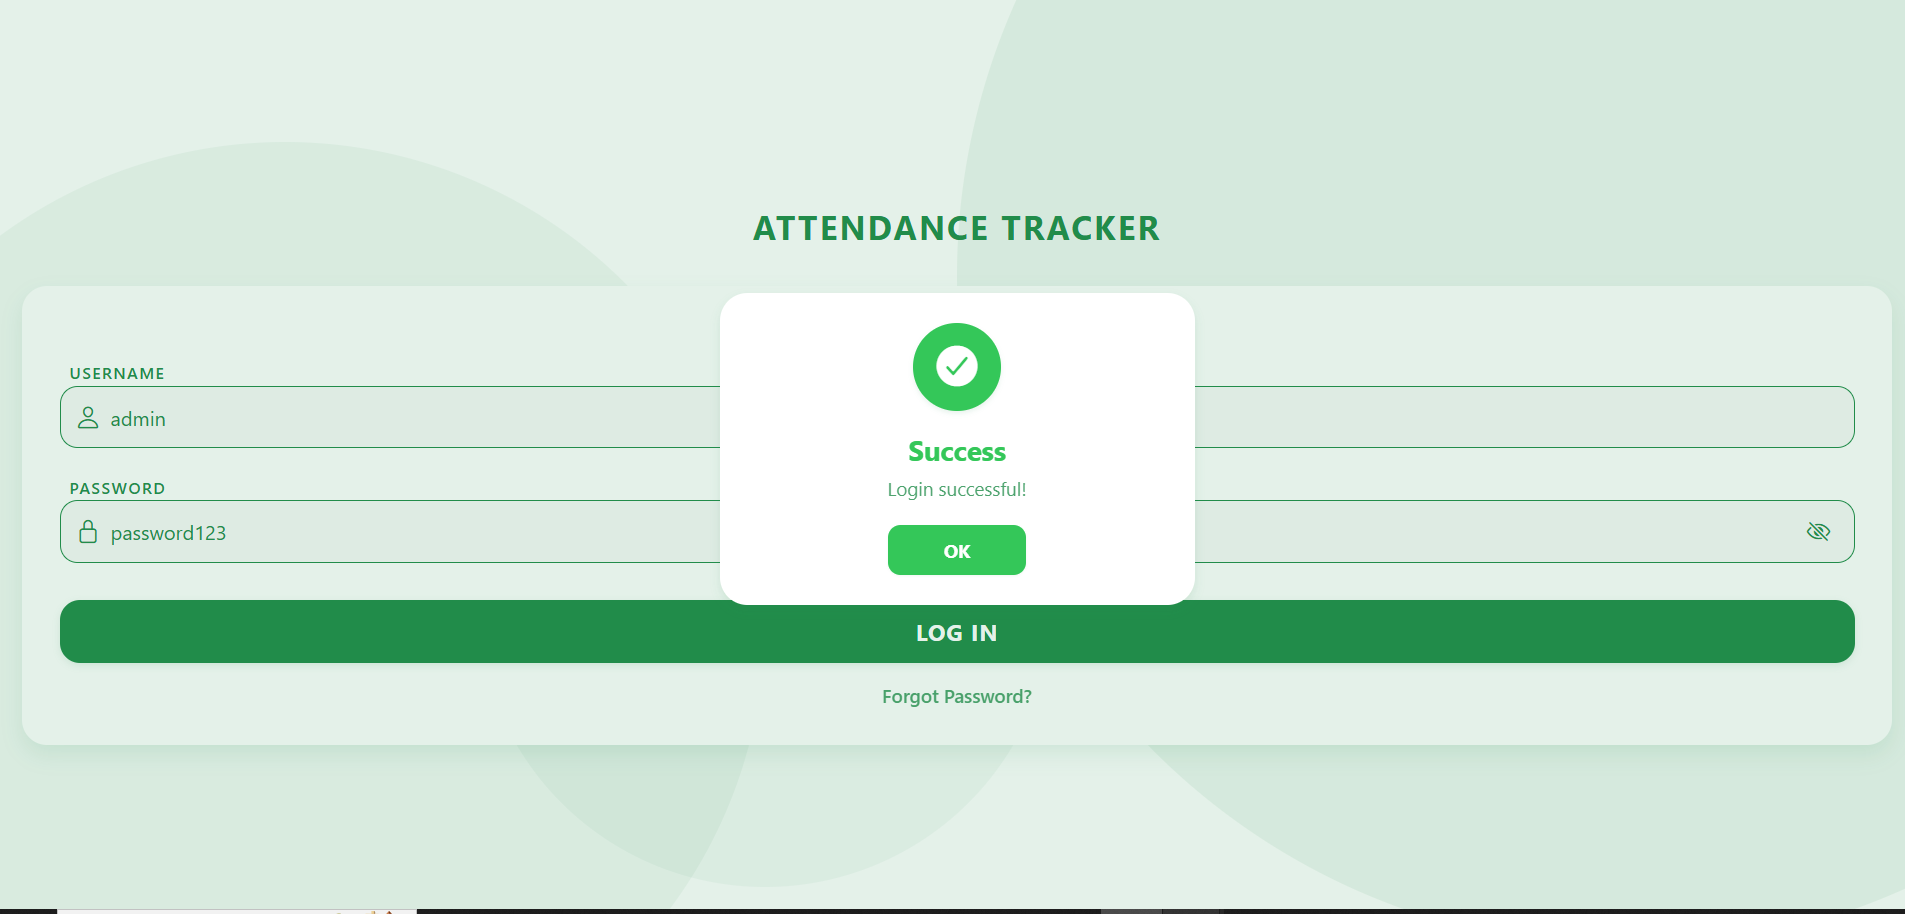 ATTENDANCE TRACKER
USERNAME
admin
PASSWORD
password123
Success
Login successful!
OK
LOG IN
Forgot Password?